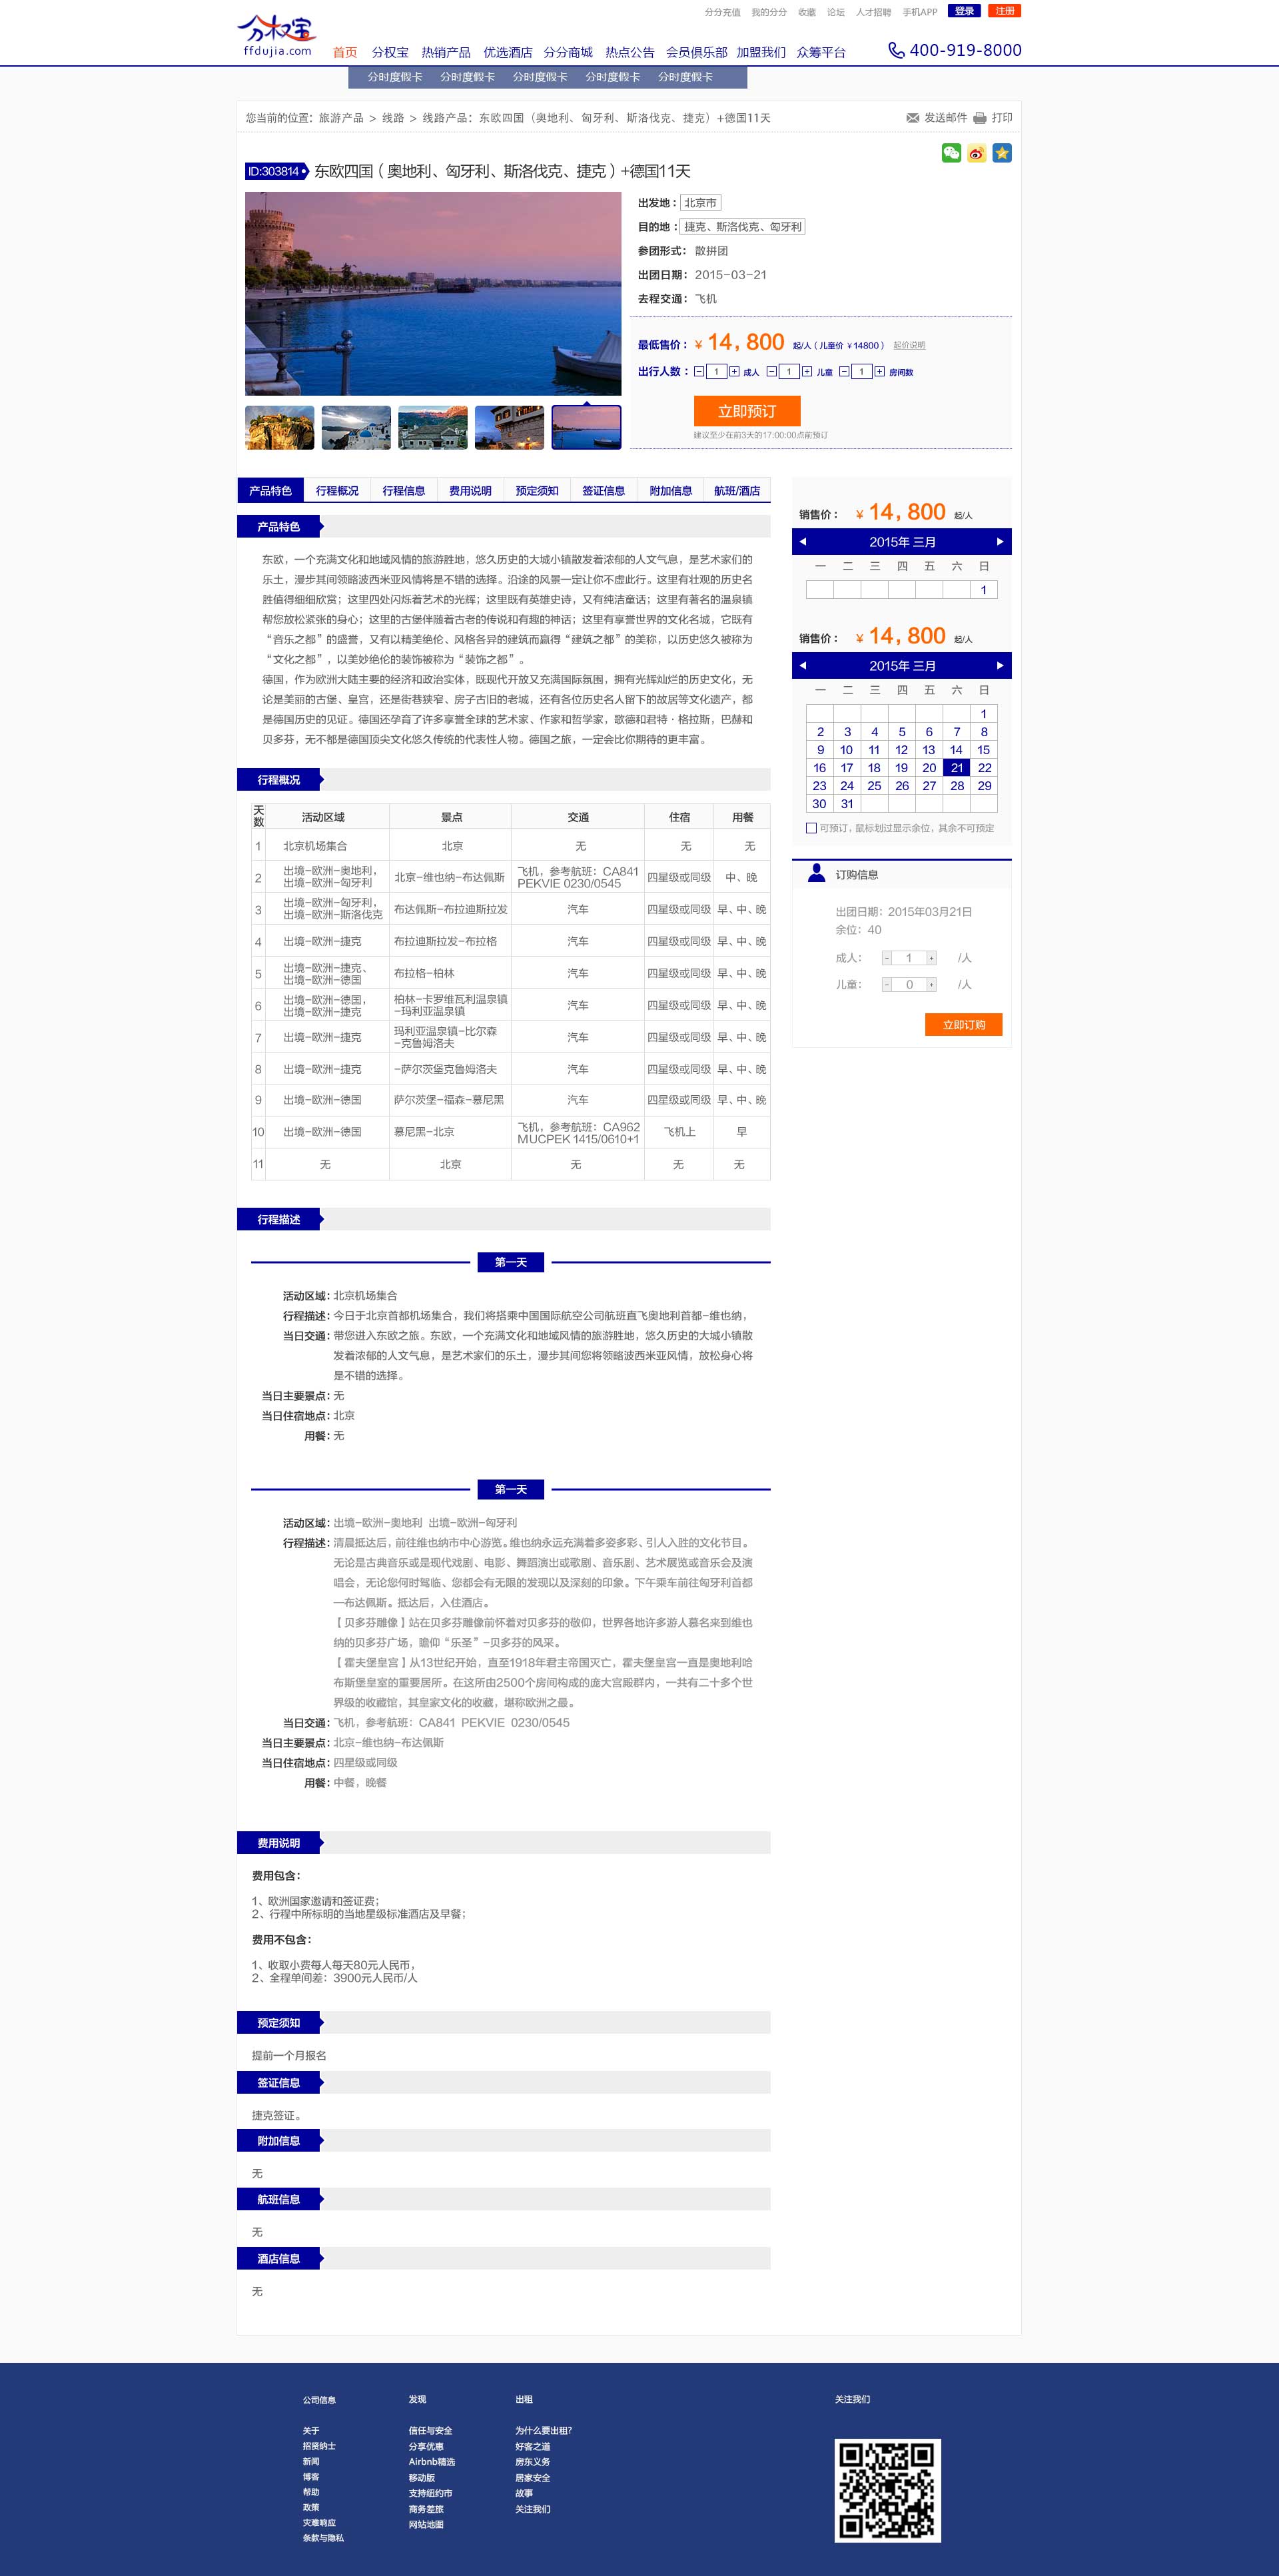 分分充值 我的分分 收藏 论坛 人才招聘 手机APP 登录 注册
分权宝
ffdujia.com
首页 分权宝 热销产品 优选酒店 分分商城 热点公告 会员俱乐部 加盟我们 众筹平台 400-919-8000
分时度假卡 分时度假卡 分时度假卡 分时度假卡 分时度假卡
您当前的位置：旅游产品 > 线路 > 线路产品：东欧四国（奥地利、匈牙利、斯洛伐克、捷克）+德国11天 发送邮件 打印
ID:303814 东欧四国（奥地利、匈牙利、斯洛伐克、捷克）+德国11天
出发地：北京市
目的地：捷克、斯洛伐克、匈牙利
参团形式： 散拼团
出团日期： 2015-03-21
去程交通： 飞机
最低售价：￥14,800 起/人（儿童价 ￥14800） 起价说明
出行人数：- 1 + 成人 - 1 + 儿童 - 1 + 房间数
立即预订
建议至少在前3天的17:00:00点前预订
产品特色 行程概况 行程信息 费用说明 预定须知 签证信息 附加信息 航班/酒店
产品特色
东欧，一个充满文化和地域风情的旅游胜地，悠久历史的大城小镇散发着浓郁的人文气息，是艺术家们的
乐土，漫步其间领略波西米亚风情将是不错的选择。沿途的风景一定让你不虚此行。这里有壮观的历史名
胜值得细细欣赏；这里四处闪烁着艺术的光辉；这里既有英雄史诗，又有纯洁童话；这里有著名的温泉镇
帮您放松紧张的身心；这里的古堡伴随着古老的传说和有趣的神话；这里有享誉世界的文化名城，它既有
“音乐之都”的盛誉，又有以精美绝伦、风格各异的建筑而赢得“建筑之都”的美称，以历史悠久被称为
“文化之都”，以美妙绝伦的装饰被称为“装饰之都”。
德国，作为欧洲大陆主要的经济和政治实体，既现代开放又充满国际氛围，拥有光辉灿烂的历史文化，无
论是美丽的古堡、皇宫，还是街巷狭窄、房子古旧的老城，还有各位历史名人留下的故居等文化遗产，都
是德国历史的见证。德国还孕育了许多享誉全球的艺术家、作家和哲学家，歌德和君特·格拉斯，巴赫和
贝多芬，无不都是德国顶尖文化悠久传统的代表性人物。德国之旅，一定会比你期待的更丰富。
行程概况
天数 活动区域 景点 交通 住宿 用餐
1 北京机场集合 北京 无 无 无
2 出境-欧洲-奥地利，出境-欧洲-匈牙利 北京-维也纳-布达佩斯 飞机，参考航班：CA841 PEKVIE 0230/0545 四星级或同级 中、晚
3 出境-欧洲-匈牙利，出境-欧洲-斯洛伐克 布达佩斯-布拉迪斯拉发 汽车 四星级或同级 早、中、晚
4 出境-欧洲-捷克 布拉迪斯拉发-布拉格 汽车 四星级或同级 早、中、晚
5 出境-欧洲-捷克、出境-欧洲-德国 布拉格-柏林 汽车 四星级或同级 早、中、晚
6 出境-欧洲-德国，出境-欧洲-捷克 柏林-卡罗维瓦利温泉镇-玛利亚温泉镇 汽车 四星级或同级 早、中、晚
7 出境-欧洲-捷克 玛利亚温泉镇-比尔森-克鲁姆洛夫 汽车 四星级或同级 早、中、晚
8 出境-欧洲-捷克 -萨尔茨堡克鲁姆洛夫 汽车 四星级或同级 早、中、晚
9 出境-欧洲-德国 萨尔茨堡-福森-慕尼黑 汽车 四星级或同级 早、中、晚
10 出境-欧洲-德国 慕尼黑-北京 飞机，参考航班：CA962 MUCPEK 1415/0610+1 飞机上 早
11 无 北京 无 无 无
行程描述
第一天
活动区域：北京机场集合
行程描述：今日于北京首都机场集合，我们将搭乘中国国际航空公司航班直飞奥地利首都-维也纳，
当日交通：带您进入东欧之旅。东欧，一个充满文化和地域风情的旅游胜地，悠久历史的大城小镇散
发着浓郁的人文气息，是艺术家们的乐土，漫步其间您将领略波西米亚风情，放松身心将
是不错的选择。
当日主要景点：无
当日住宿地点：北京
用餐：无
第一天
活动区域：出境-欧洲-奥地利 出境-欧洲-匈牙利
行程描述：清晨抵达后，前往维也纳市中心游览。维也纳永远充满着多姿多彩、引人入胜的文化节目。
无论是古典音乐或是现代戏剧、电影、舞蹈演出或歌剧、音乐剧、艺术展览或音乐会及演
唱会，无论您何时驾临、您都会有无限的发现以及深刻的印象。下午乘车前往匈牙利首都
—布达佩斯。抵达后，入住酒店。
【贝多芬雕像】站在贝多芬雕像前怀着对贝多芬的敬仰，世界各地许多游人慕名来到维也
纳的贝多芬广场，瞻仰“乐圣”-贝多芬的风采。
【霍夫堡皇宫】从13世纪开始，直至1918年君主帝国灭亡，霍夫堡皇宫一直是奥地利哈
布斯堡皇室的重要居所。在这所由2500个房间构成的庞大宫殿群内，一共有二十多个世
界级的收藏馆，其皇家文化的收藏，堪称欧洲之最。
当日交通：飞机，参考航班：CA841 PEKVIE 0230/0545
当日主要景点：北京-维也纳-布达佩斯
当日住宿地点：四星级或同级
用餐：中餐，晚餐
费用说明
费用包含：
1、欧洲国家邀请和签证费；
2、行程中所标明的当地星级标准酒店及早餐；
费用不包含：
1、收取小费每人每天80元人民币，
2、全程单间差：3900元人民币/人
预定须知
提前一个月报名
签证信息
捷克签证。
附加信息
无
航班信息
无
酒店信息
无
销售价： ￥14,800 起/人
2015年 三月
一 二 三 四 五 六 日
1
销售价： ￥14,800 起/人
2015年 三月
一 二 三 四 五 六 日
1
2 3 4 5 6 7 8
9 10 11 12 13 14 15
16 17 18 19 20 21 22
23 24 25 26 27 28 29
30 31
可预订，鼠标划过显示余位，其余不可预定
订购信息
出团日期：2015年03月21日
余位：40
成人： - 1 + /人
儿童： - 0 + /人
立即订购
公司信息 发现 出租 关注我们
关于 信任与安全 为什么要出租?
招贤纳士 分享优惠 好客之道
新闻 Airbnb精选 房东义务
博客 移动版 居家安全
帮助 支持纽约市 故事
政策 商务差旅 关注我们
灾难响应 网站地图
条款与隐私